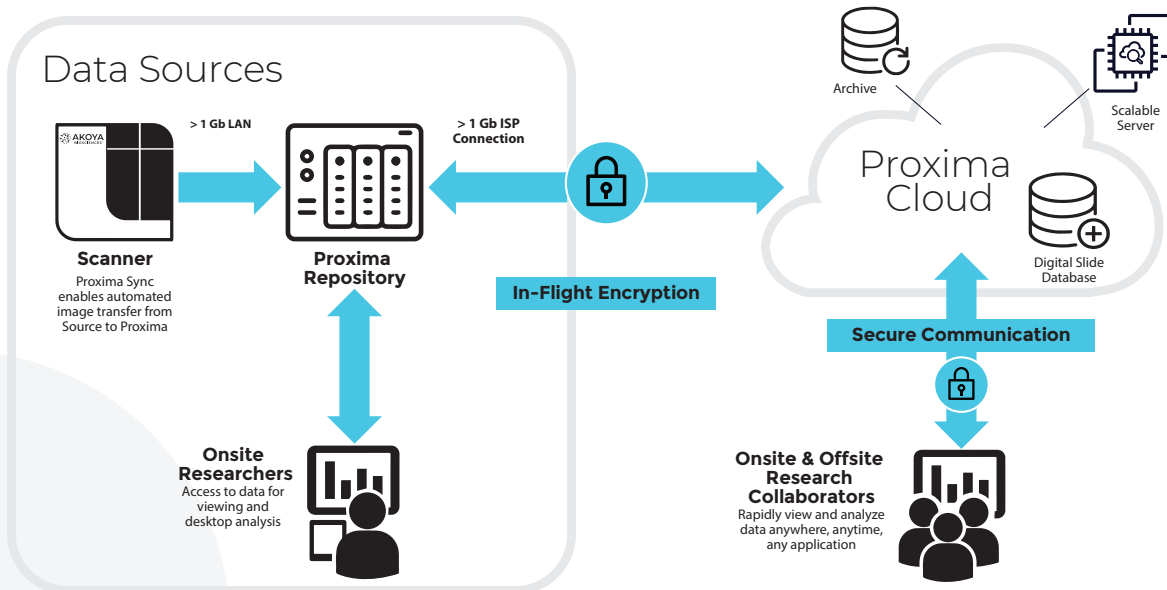 Data Sources
> 1 Gb LAN
> 1 Gb ISP
Connection
AKOYA
BIOSCIENCES
Scanner
Proxima Sync
enables automated
image transfer from
Source to Proxima
Proxima
Repository
In-Flight Encryption
Onsite
Researchers
Access to data for
viewing and
desktop analysis
Archive
Scalable
Server
Proxima
Cloud
Digital Slide
Database
Secure Communication
Onsite & Offsite
Research
Collaborators
Rapidly view and analyze
data anywhere, anytime,
any application